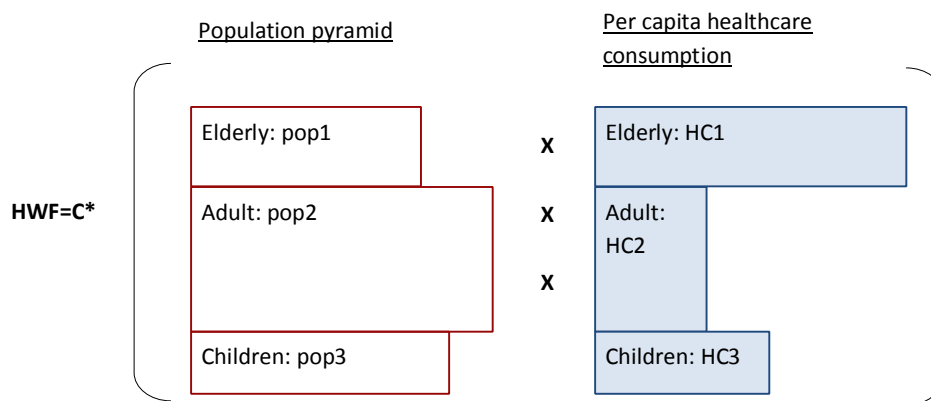 Population pyramid
Per capita healthcare
consumption
Elderly: pop1
X
Elderly: HC1
HWF=C*
Adult: pop2
X
Adult:
HC2
X
Children: pop3
Children: HC3